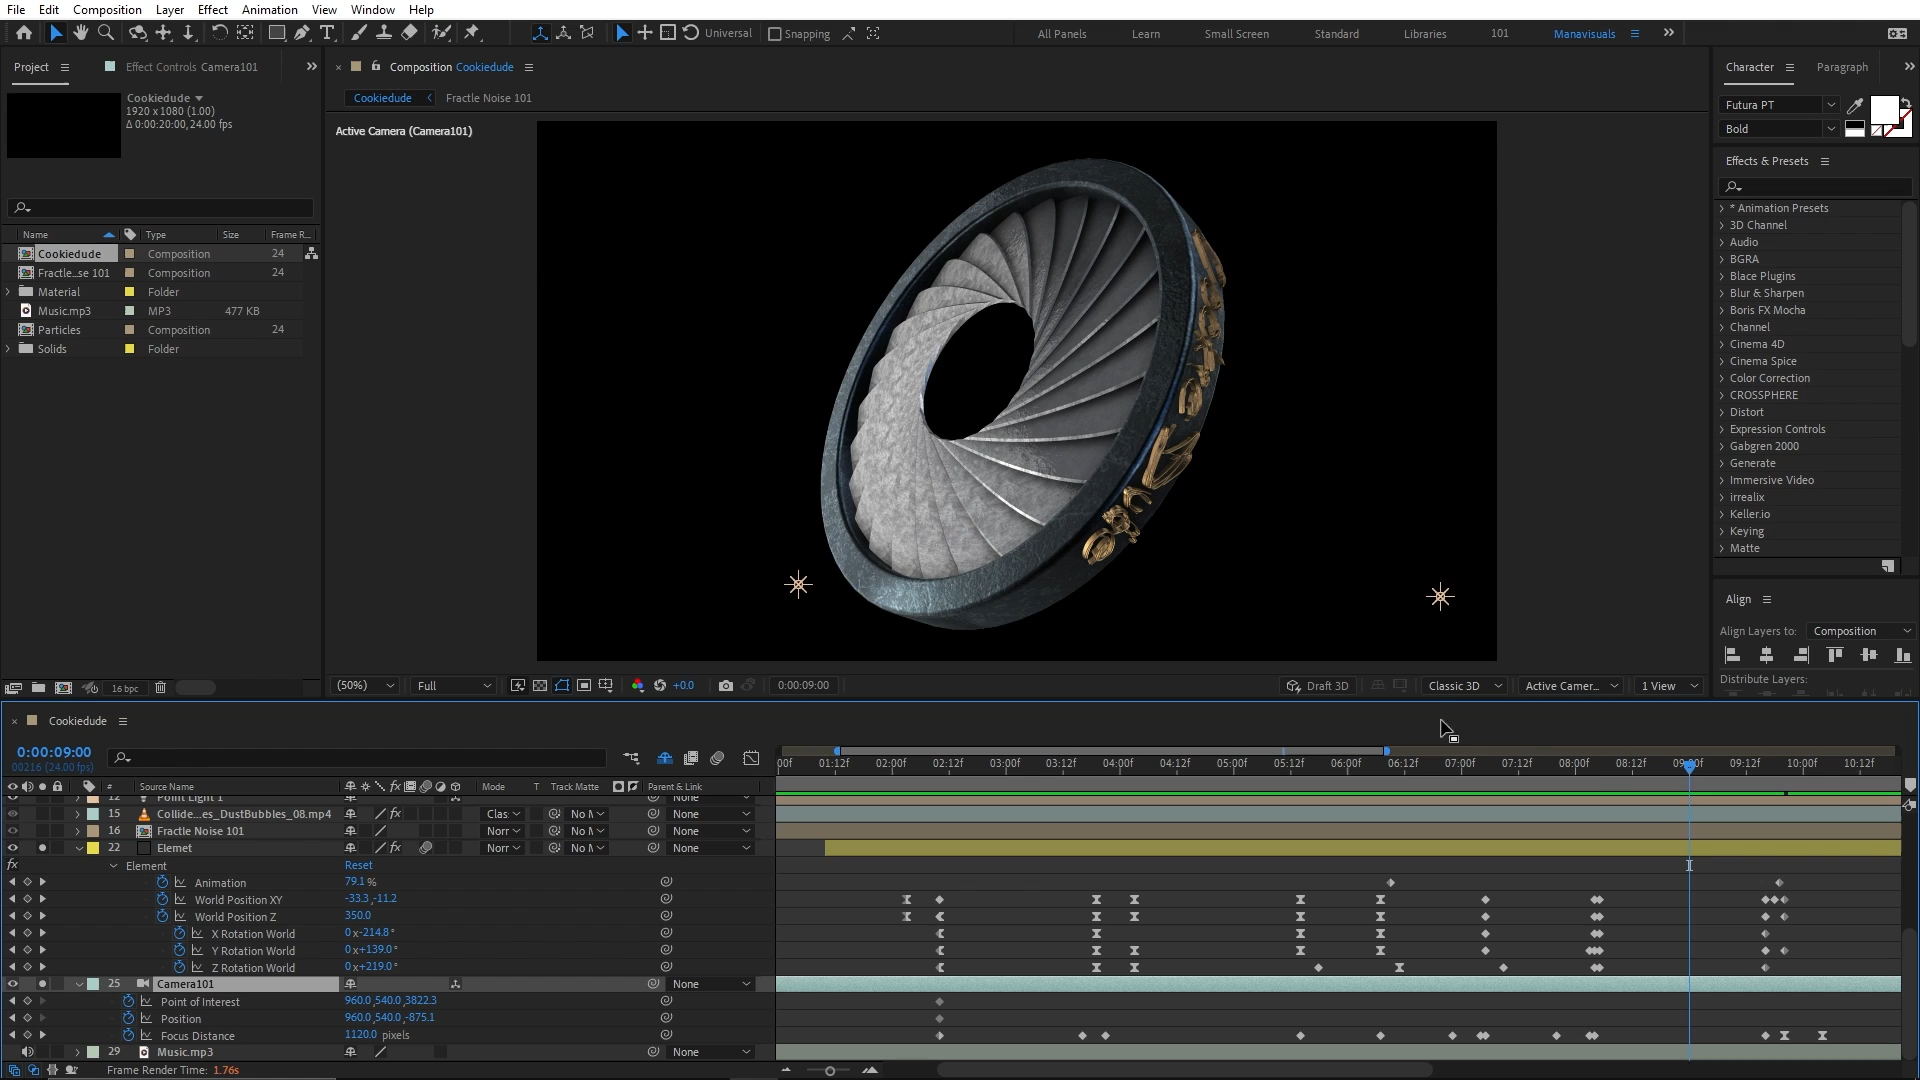 File Edit Composition Layer Effect Animation View Window Help
Universal Snapping All Panels Learn Small Screen Standard Libraries 101 Manavisuals
Project Effect Controls Camera101
Cookiedude
1920 x 1080 (1.00)
Δ 0:00:20:00, 24.00 fps
Name Type Size Frame R...
Cookiedude Composition 24
Fractle...se 101 Composition 24
Material Folder
Music.mp3 MP3 477 KB
Particles Composition 24
Solids Folder
16 bpc
Composition Cookiedude
Cookiedude Fractle Noise 101
Active Camera (Camera101)
(50%) Full +0.0 0:00:09:00 Draft 3D Classic 3D Active Camer... 1 View
Character Paragraph
Futura PT
Bold
Effects & Presets
* Animation Presets
3D Channel
Audio
BGRA
Blace Plugins
Blur & Sharpen
Boris FX Mocha
Channel
Cinema 4D
Cinema Spice
Color Correction
CROSSPHERE
Distort
Expression Controls
Gabgren 2000
Generate
Immersive Video
irrealix
Keller.io
Keying
Matte
Align
Align Layers to: Composition
Distribute Layers:
Cookiedude
0:00:09:00
00216 (24.00 fps)
:00f 01:12f 02:00f 02:12f 03:00f 03:12f 04:00f 04:12f 05:00f 05:12f 06:00f 06:12f 07:00f 07:12f 08:00f 08:12f 09:00f 09:12f 10:00f 10:12f
# Source Name Mode T Track Matte Parent & Link
12 Point Light 1 None
15 Collide...es_DustBubbles_08.mp4 Clas No M None
16 Fractle Noise 101 Norr No M None
22 Elemet Norr No M None
fx Element Reset
Animation 79.1 %
World Position XY -33.3,-11.2
World Position Z 350.0
X Rotation World 0x-214.8°
Y Rotation World 0x+139.0°
Z Rotation World 0x+219.0°
25 Camera101 None
Point of Interest 960.0,540.0,3822.3
Position 960.0,540.0,-875.1
Focus Distance 1120.0 pixels
29 Music.mp3 None
Frame Render Time: 1.76s